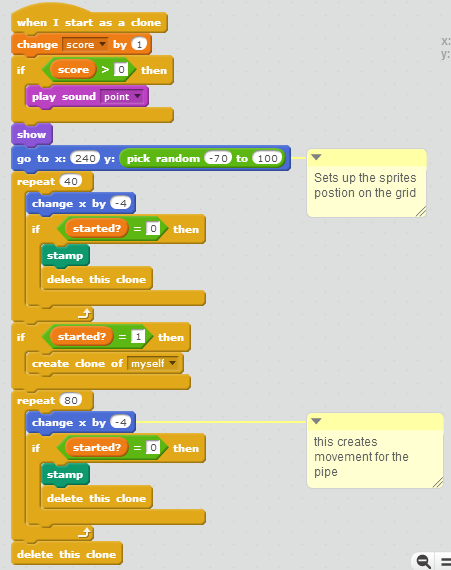 when I start as a clone
change score by 1
if score > 0 then
play sound point
show
go to x: 240 y: pick random -70 to 100
Sets up the sprites
postion on the grid
repeat 40
change x by -4
if started? = 0 then
stamp
delete this clone
if started? = 1 then
create clone of myself
repeat 80
change x by -4
this creates
movement for the
pipe
if started? = 0 then
stamp
delete this clone
delete this clone
x:
y: